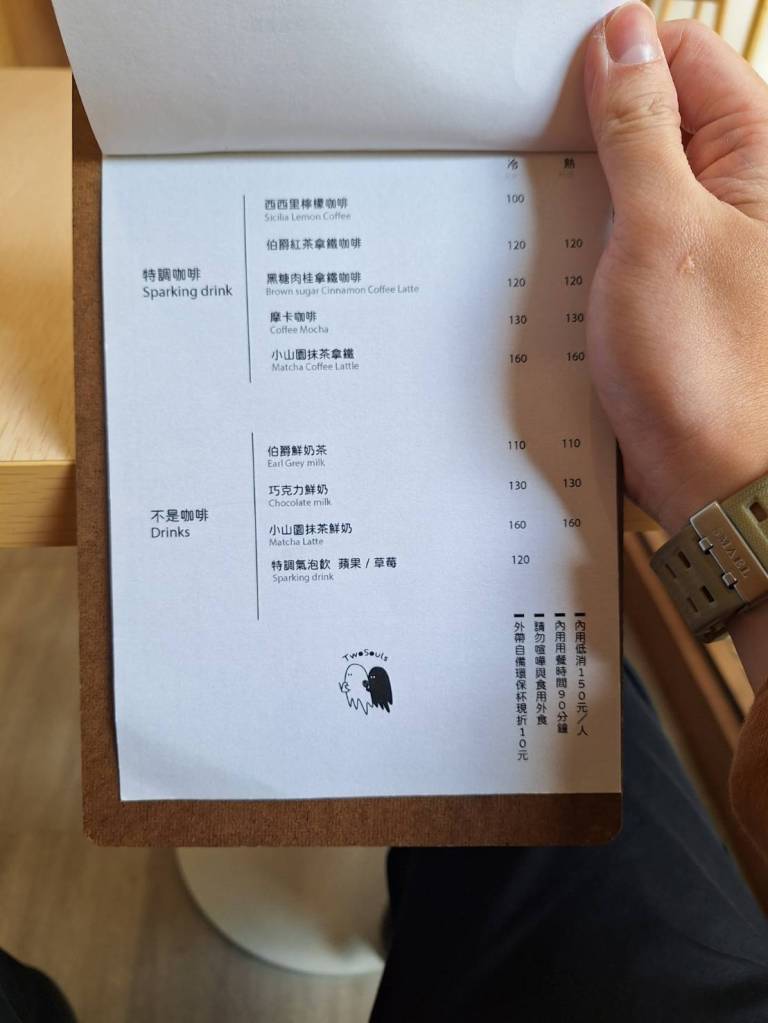 冷 熱
特調咖啡
Sparking drink
西西里檸檬咖啡 100
Sicilia Lemon Coffee
伯爵紅茶拿鐵咖啡 120 120
黑糖肉桂拿鐵咖啡 120 120
Brown sugar Cinnamon Coffee Latte
摩卡咖啡 130 130
Coffee Mocha
小山園抹茶拿鐵 160 160
Matcha Coffee Lattle
不是咖啡
Drinks
伯爵鮮奶茶 110 110
Earl Grey milk
巧克力鮮奶 130 130
Chocolate milk
小山園抹茶鮮奶 160 160
Matcha Latte
特調氣泡飲 蘋果 / 草莓 120
Sparking drink
TwoSouls
內用低消150元/人
內用用餐時間90分鐘
請勿喧嘩與食用外食
外帶自備環保杯現折10元